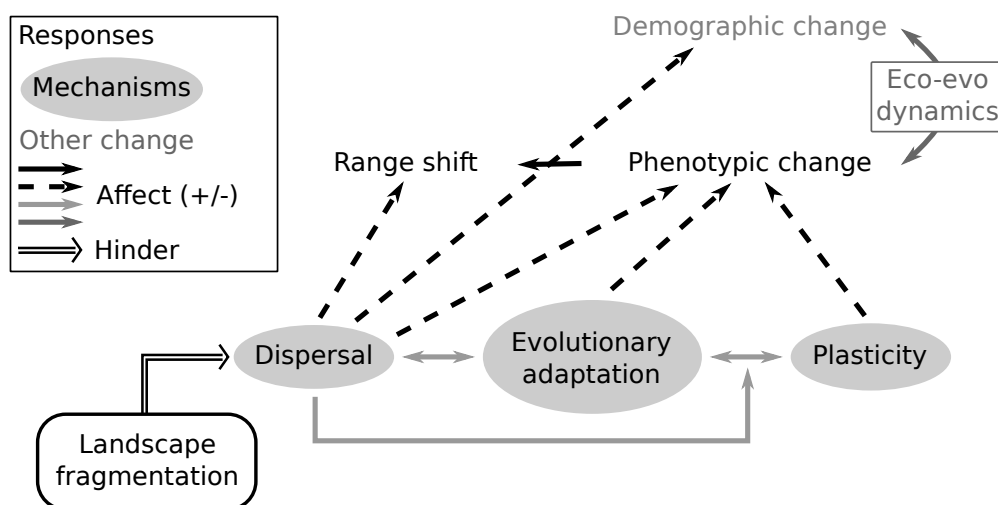 Responses
Mechanisms
Other change
Affect (+/-)
Hinder
Demographic change
Eco-evo
dynamics
Range shift
Phenotypic change
Dispersal
Evolutionary
adaptation
Plasticity
Landscape
fragmentation